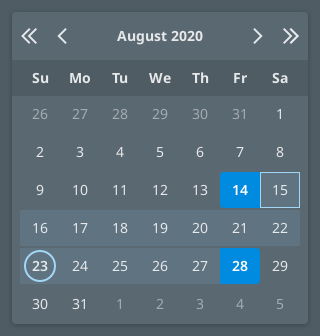 August 2020
Su Mo Tu We Th Fr Sa
26 27 28 29 30 31 1
2 3 4 5 6 7 8
9 10 11 12 13 14 15
16 17 18 19 20 21 22
23 24 25 26 27 28 29
30 31 1 2 3 4 5